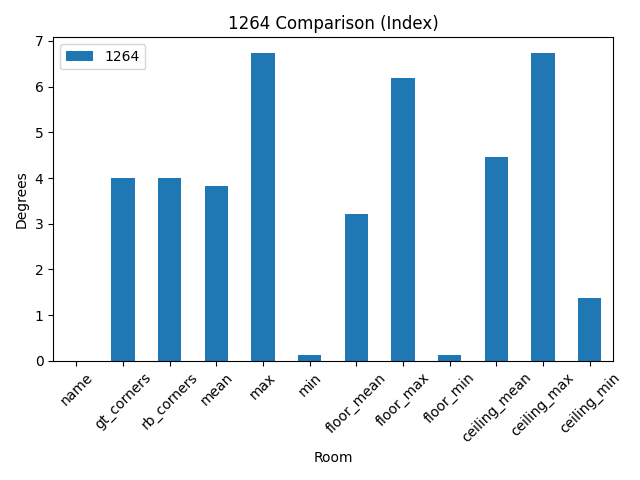 1264 Comparison (Index)
1264
Degrees
7
6
5
4
3
2
1
0
name
gt_corners
rb_corners
mean
max
min
floor_mean
floor_max
floor_min
ceiling_mean
ceiling_max
ceiling_min
Room